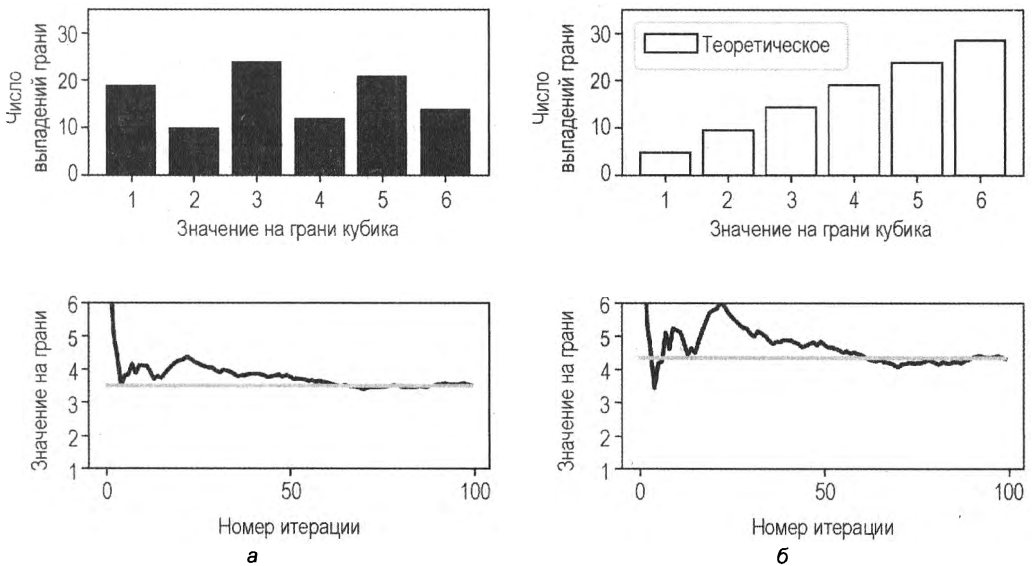 Число
выпадений грани
30
20
10
0
1 2 3 4 5 6
Значение на грани кубика
Число
выпадений грани
30
20
10
0
Теоретическое
1 2 3 4 5 6
Значение на грани кубика
Значение на грани
6
5
4
3
2
1
0 50 100
Номер итерации
а
Значение на грани
6
5
4
3
2
1
0 50 100
Номер итерации
б